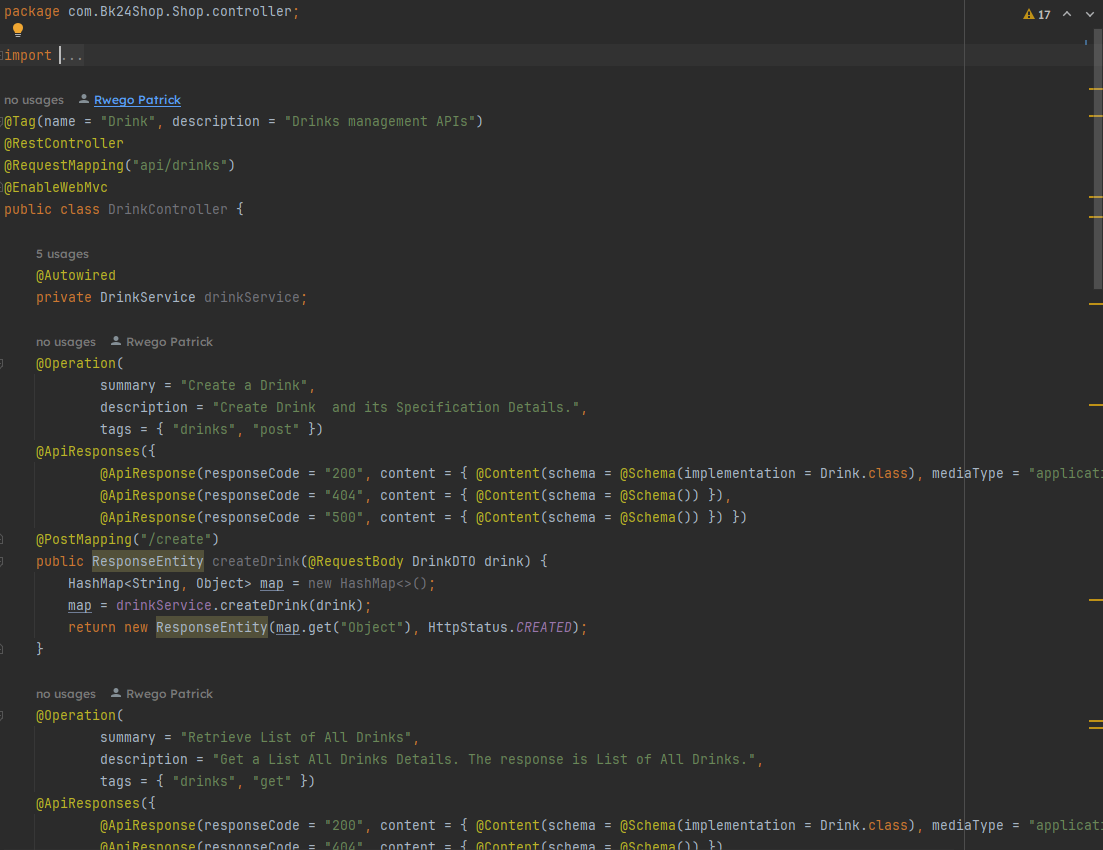 package com.Bk24Shop.Shop.controller;
17
import ...
no usages Rwego Patrick
@Tag(name = "Drink", description = "Drinks management APIs")
@RestController
@RequestMapping("api/drinks")
@EnableWebMvc
public class DrinkController {
5 usages
@Autowired
private DrinkService drinkService;
no usages Rwego Patrick
@Operation(
summary = "Create a Drink",
description = "Create Drink  and its Specification Details.",
tags = { "drinks", "post" })
@ApiResponses({
@ApiResponse(responseCode = "200", content = { @Content(schema = @Schema(implementation = Drink.class), mediaType = "applicati
@ApiResponse(responseCode = "404", content = { @Content(schema = @Schema()) }),
@ApiResponse(responseCode = "500", content = { @Content(schema = @Schema()) }) })
@PostMapping("/create")
public ResponseEntity createDrink(@RequestBody DrinkDTO drink) {
HashMap<String, Object> map = new HashMap<>();
map = drinkService.createDrink(drink);
return new ResponseEntity(map.get("Object"), HttpStatus.CREATED);
}
no usages Rwego Patrick
@Operation(
summary = "Retrieve List of All Drinks",
description = "Get a List All Drinks Details. The response is List of All Drinks.",
tags = { "drinks", "get" })
@ApiResponses({
@ApiResponse(responseCode = "200", content = { @Content(schema = @Schema(implementation = Drink.class), mediaType = "applicati
@ApiResponse(responseCode = "404", content = { @Content(schema = @Schema()) }),